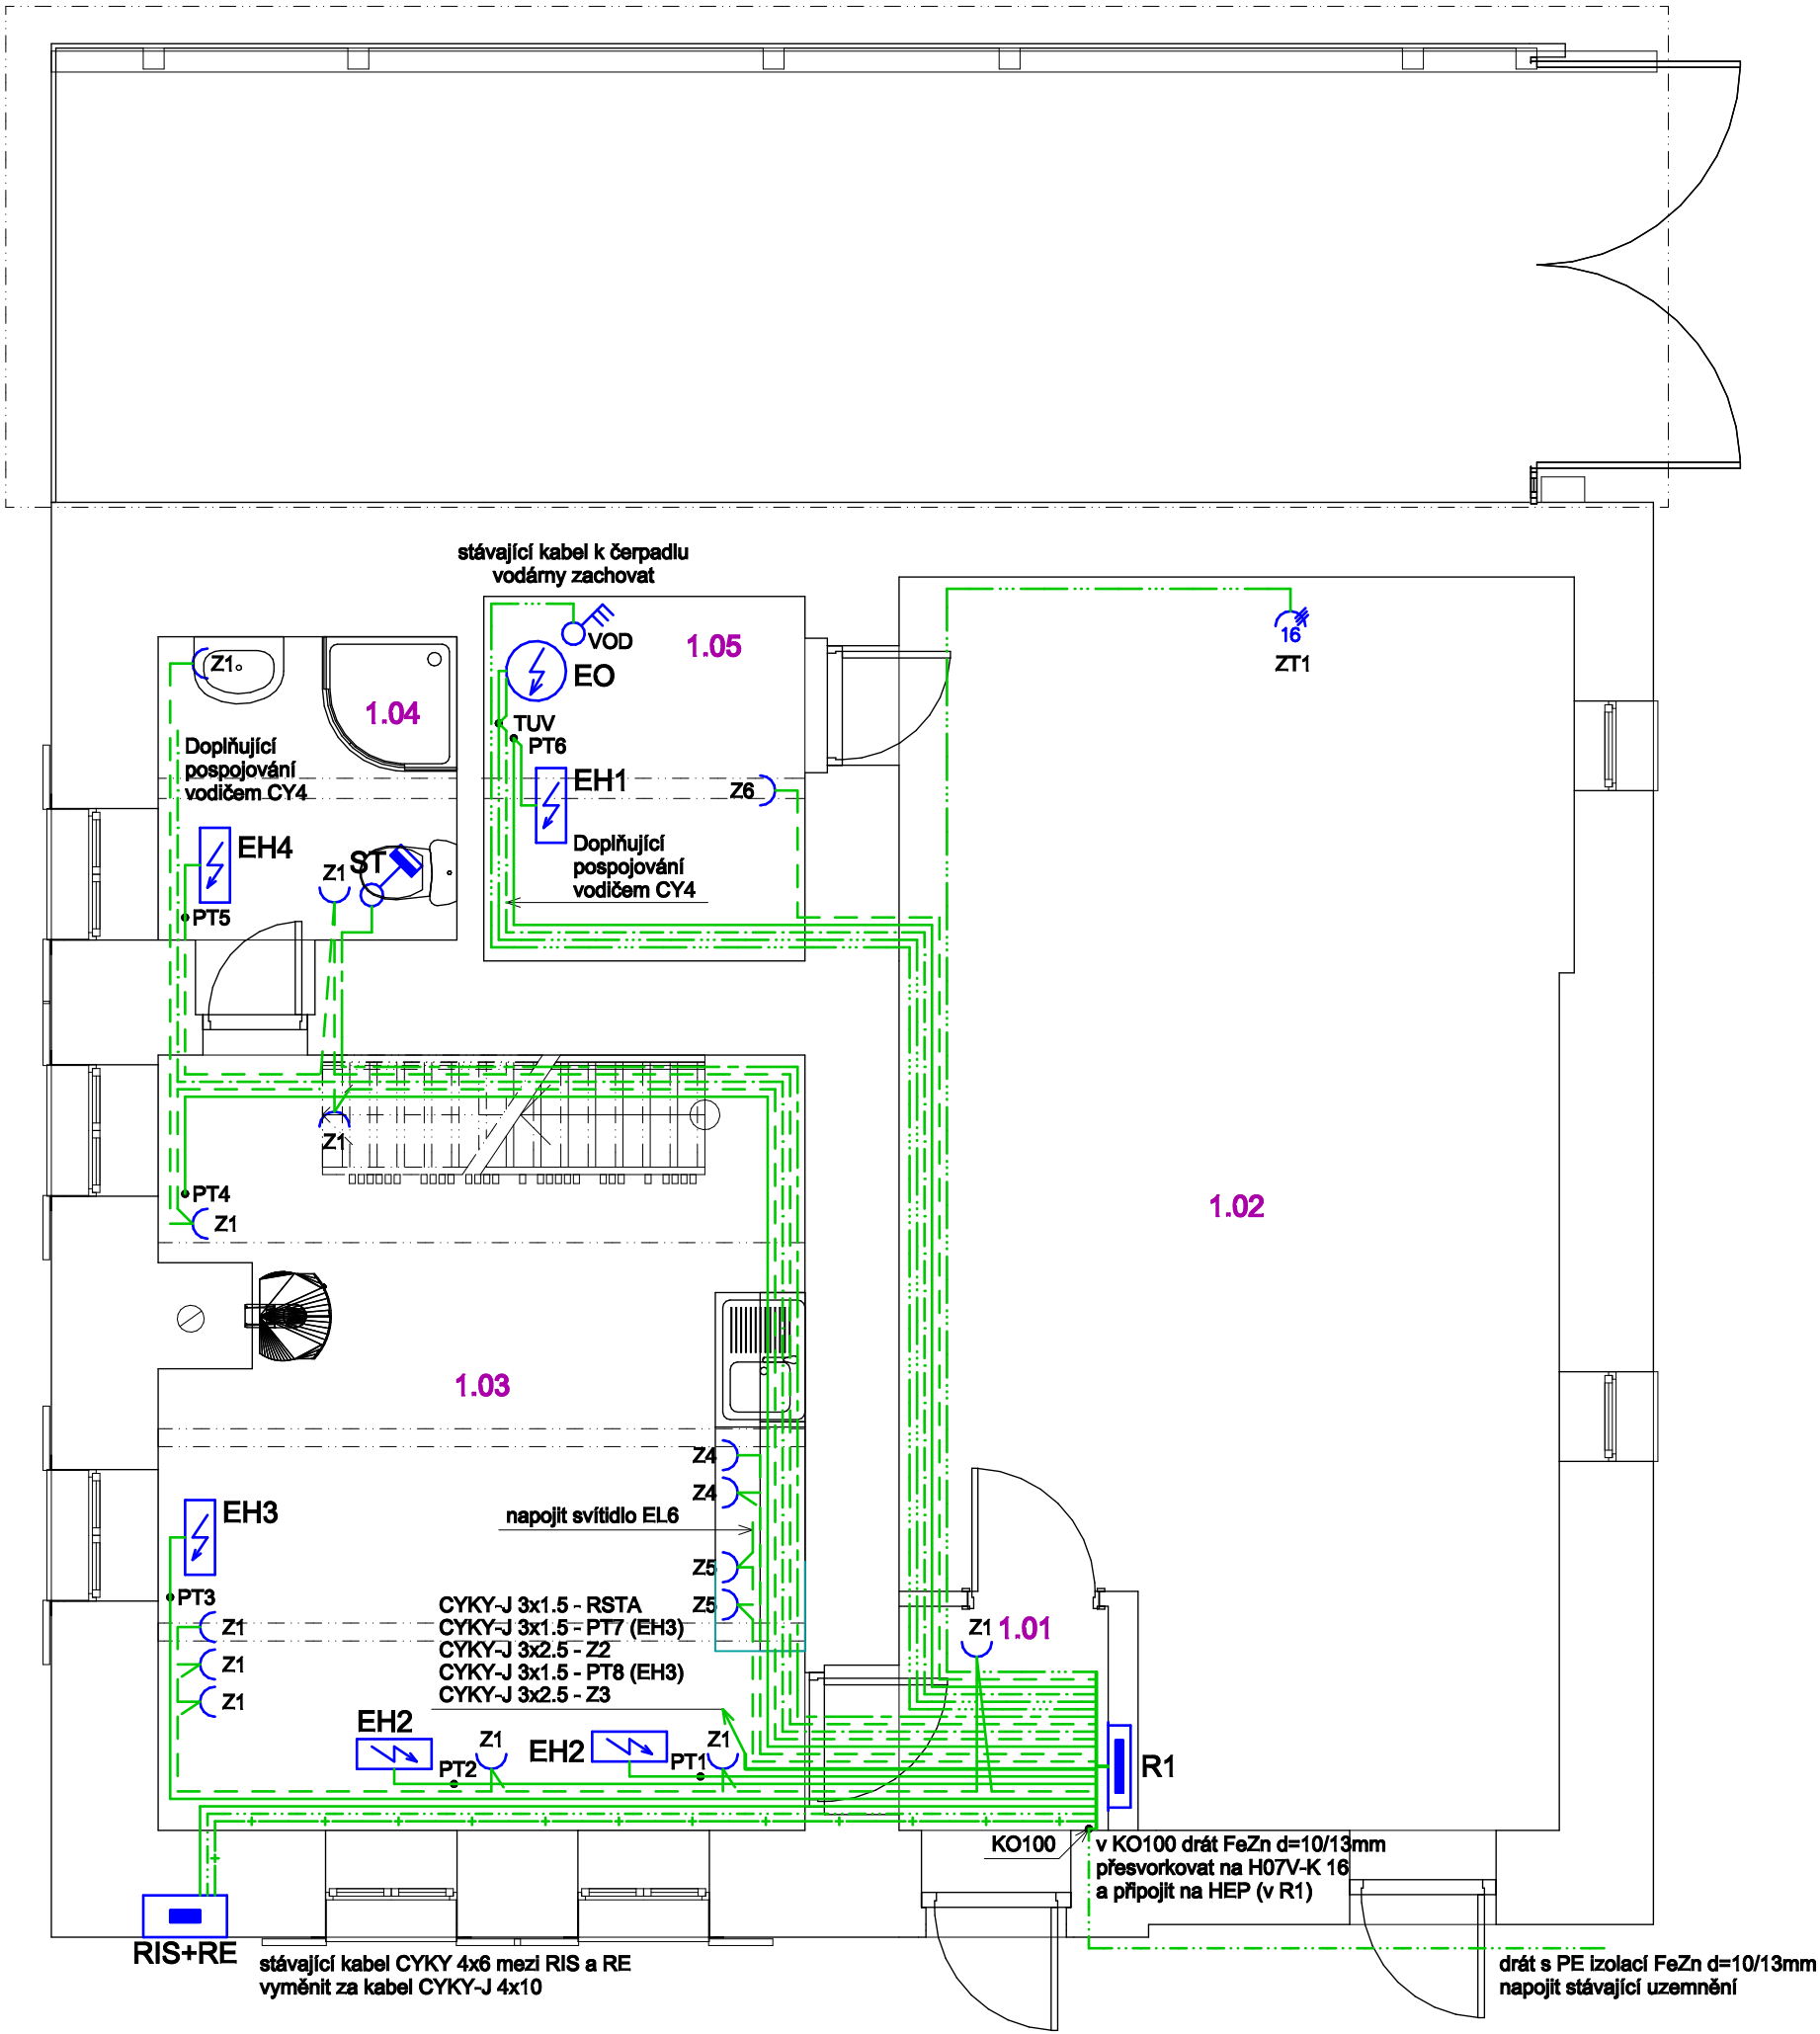 stávající kabel k čerpadlu
vodárny zachovat
VOD
1.05
EO
16
ZT1
Z1
1.04
TUV
PT6
Doplňující
pospojování
vodičem CY4
EH1
Z6
EH4
Z1
ST
Doplňující
pospojování
vodičem CY4
PT5
Z1
PT4
Z1
1.02
1.03
Z4
Z4
EH3
napojit svítidlo EL6
Z5
PT3
Z5
CYKY-J 3x1.5 - RSTA
CYKY-J 3x1.5 - PT7 (EH3)
CYKY-J 3x2.5 - Z2
CYKY-J 3x1.5 - PT8 (EH3)
CYKY-J 3x2.5 - Z3
Z1
Z1
Z1
Z1
1.01
EH2
Z1
EH2
Z1
PT2
PT1
R1
KO100
v KO100 drát FeZn d=10/13mm
přesvorkovat na H07V-K 16
a připojit na HEP (v R1)
RIS+RE
stávající kabel CYKY 4x6 mezi RIS a RE
vyměnit za kabel CYKY-J 4x10
drát s PE izolací FeZn d=10/13mm
napojit stávající uzemnění